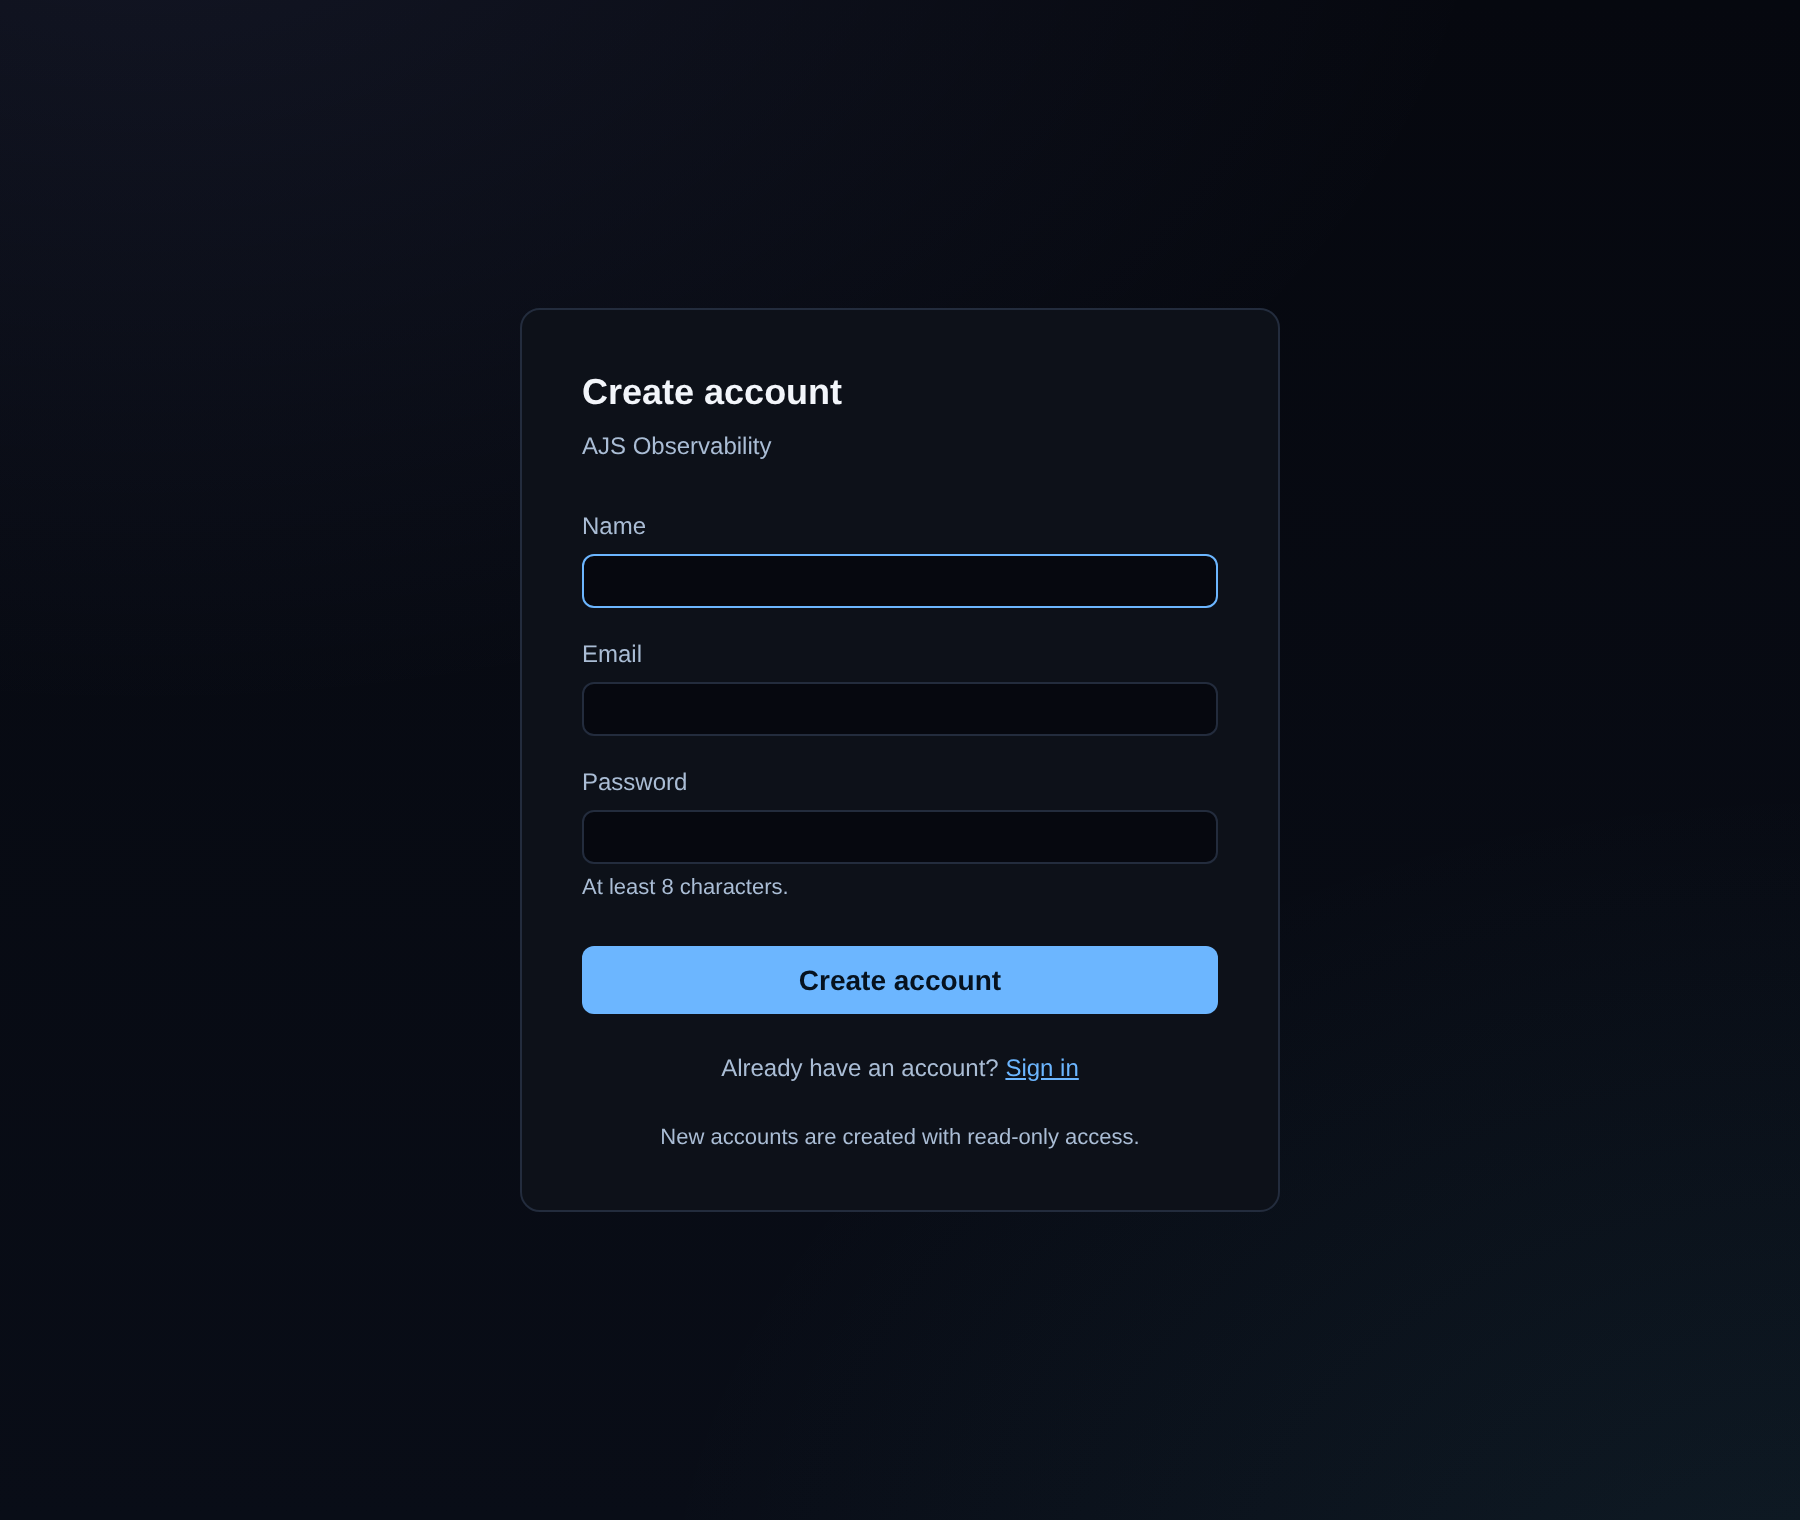 Create account
AJS Observability
Name
Email
Password
At least 8 characters.
Create account
Already have an account? Sign in
New accounts are created with read-only access.